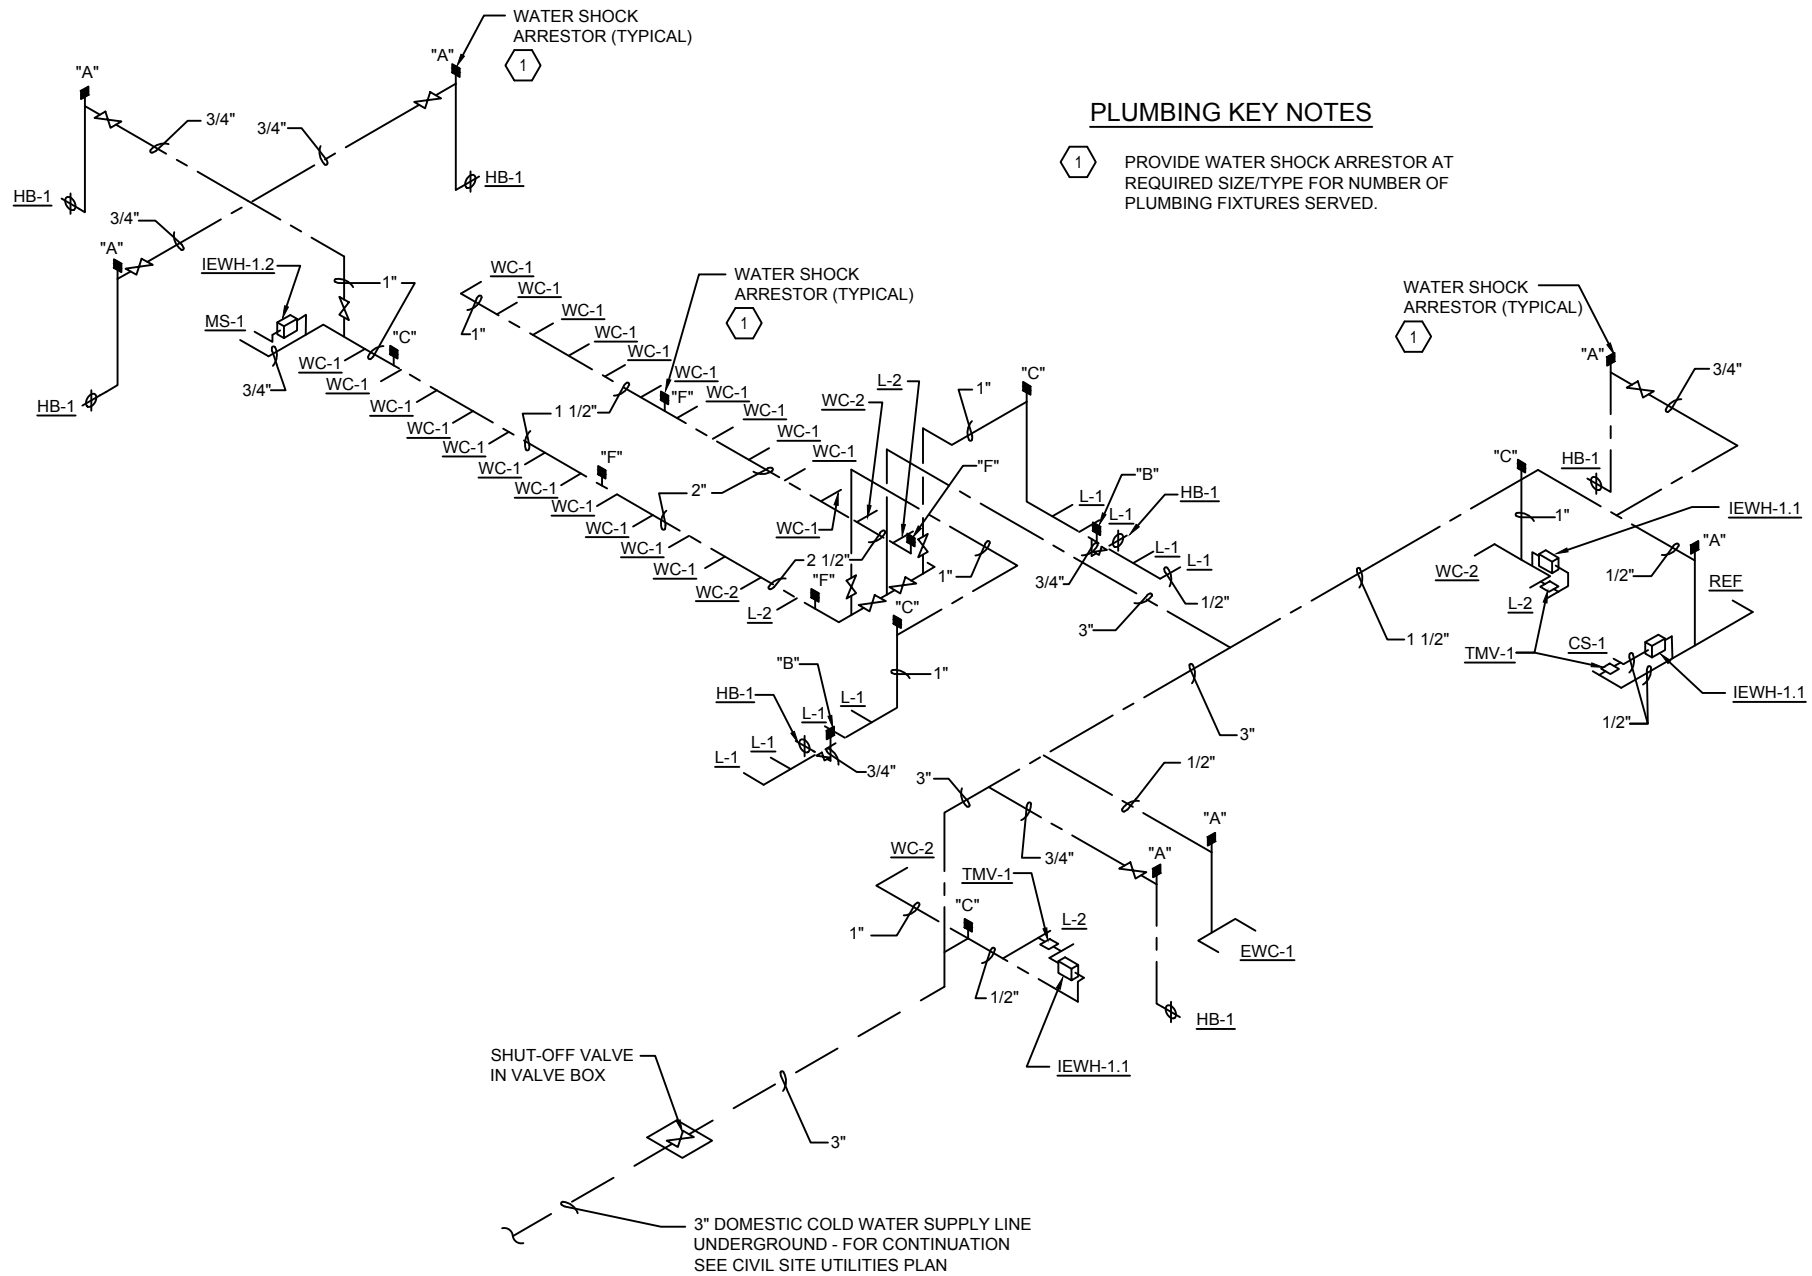 WATER SHOCK
ARRESTOR (TYPICAL)
1
"A"
"A"
3/4"
3/4"
HB-1
HB-1
3/4"
"A"
HB-1
PLUMBING KEY NOTES
1 PROVIDE WATER SHOCK ARRESTOR AT
REQUIRED SIZE/TYPE FOR NUMBER OF
PLUMBING FIXTURES SERVED.
IEWH-1.2
1"
MS-1
3/4"
"C"
WC-1
WC-1
WC-1
WC-1
WC-1
WC-1
WC-1
WC-1
WC-1
WC-1
WC-1
WC-2
L-2
1 1/2"
"F"
2"
2 1/2"
"F"
WC-1
WC-1
WC-1
WC-1
WC-1
WC-1
WC-1
WC-1
WC-1
WC-1
WC-1
1"
WATER SHOCK
ARRESTOR (TYPICAL)
1
"F"
WC-2
L-2
"F"
1"
"C"
1"
L-1
"B"
L-1
HB-1
L-1
L-1
3/4"
1/2"
3"
"C"
1"
"B"
HB-1
L-1
L-1
L-1
L-1
3/4"
WATER SHOCK
ARRESTOR (TYPICAL)
1
"A"
3/4"
HB-1
"C"
1"
IEWH-1.1
"A"
WC-2
1/2"
REF
L-2
TMV-1
CS-1
IEWH-1.1
1/2"
1 1/2"
3"
3"
1/2"
3/4"
"A"
"A"
WC-2
TMV-1
"C"
L-2
1"
1/2"
EWC-1
HB-1
IEWH-1.1
SHUT-OFF VALVE
IN VALVE BOX
3"
3" DOMESTIC COLD WATER SUPPLY LINE
UNDERGROUND - FOR CONTINUATION
SEE CIVIL SITE UTILITIES PLAN